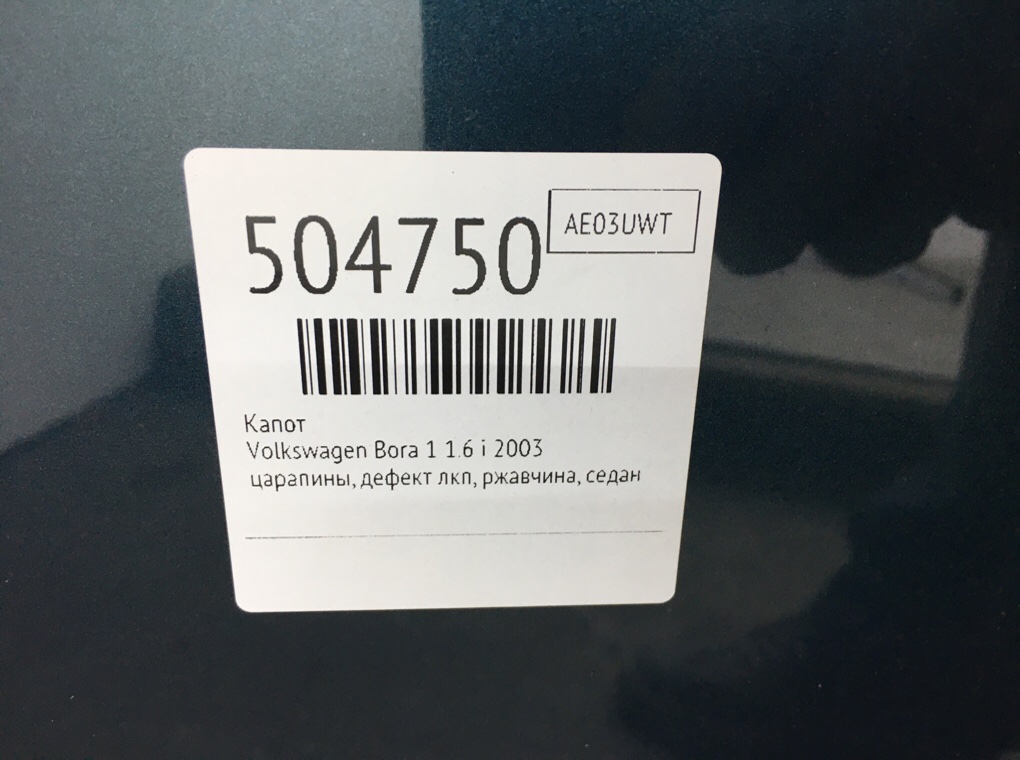 504750
AE03UWT
Капот
Volkswagen Bora 1 1.6 i 2003
царапины, дефект лкп, ржавчина, седан